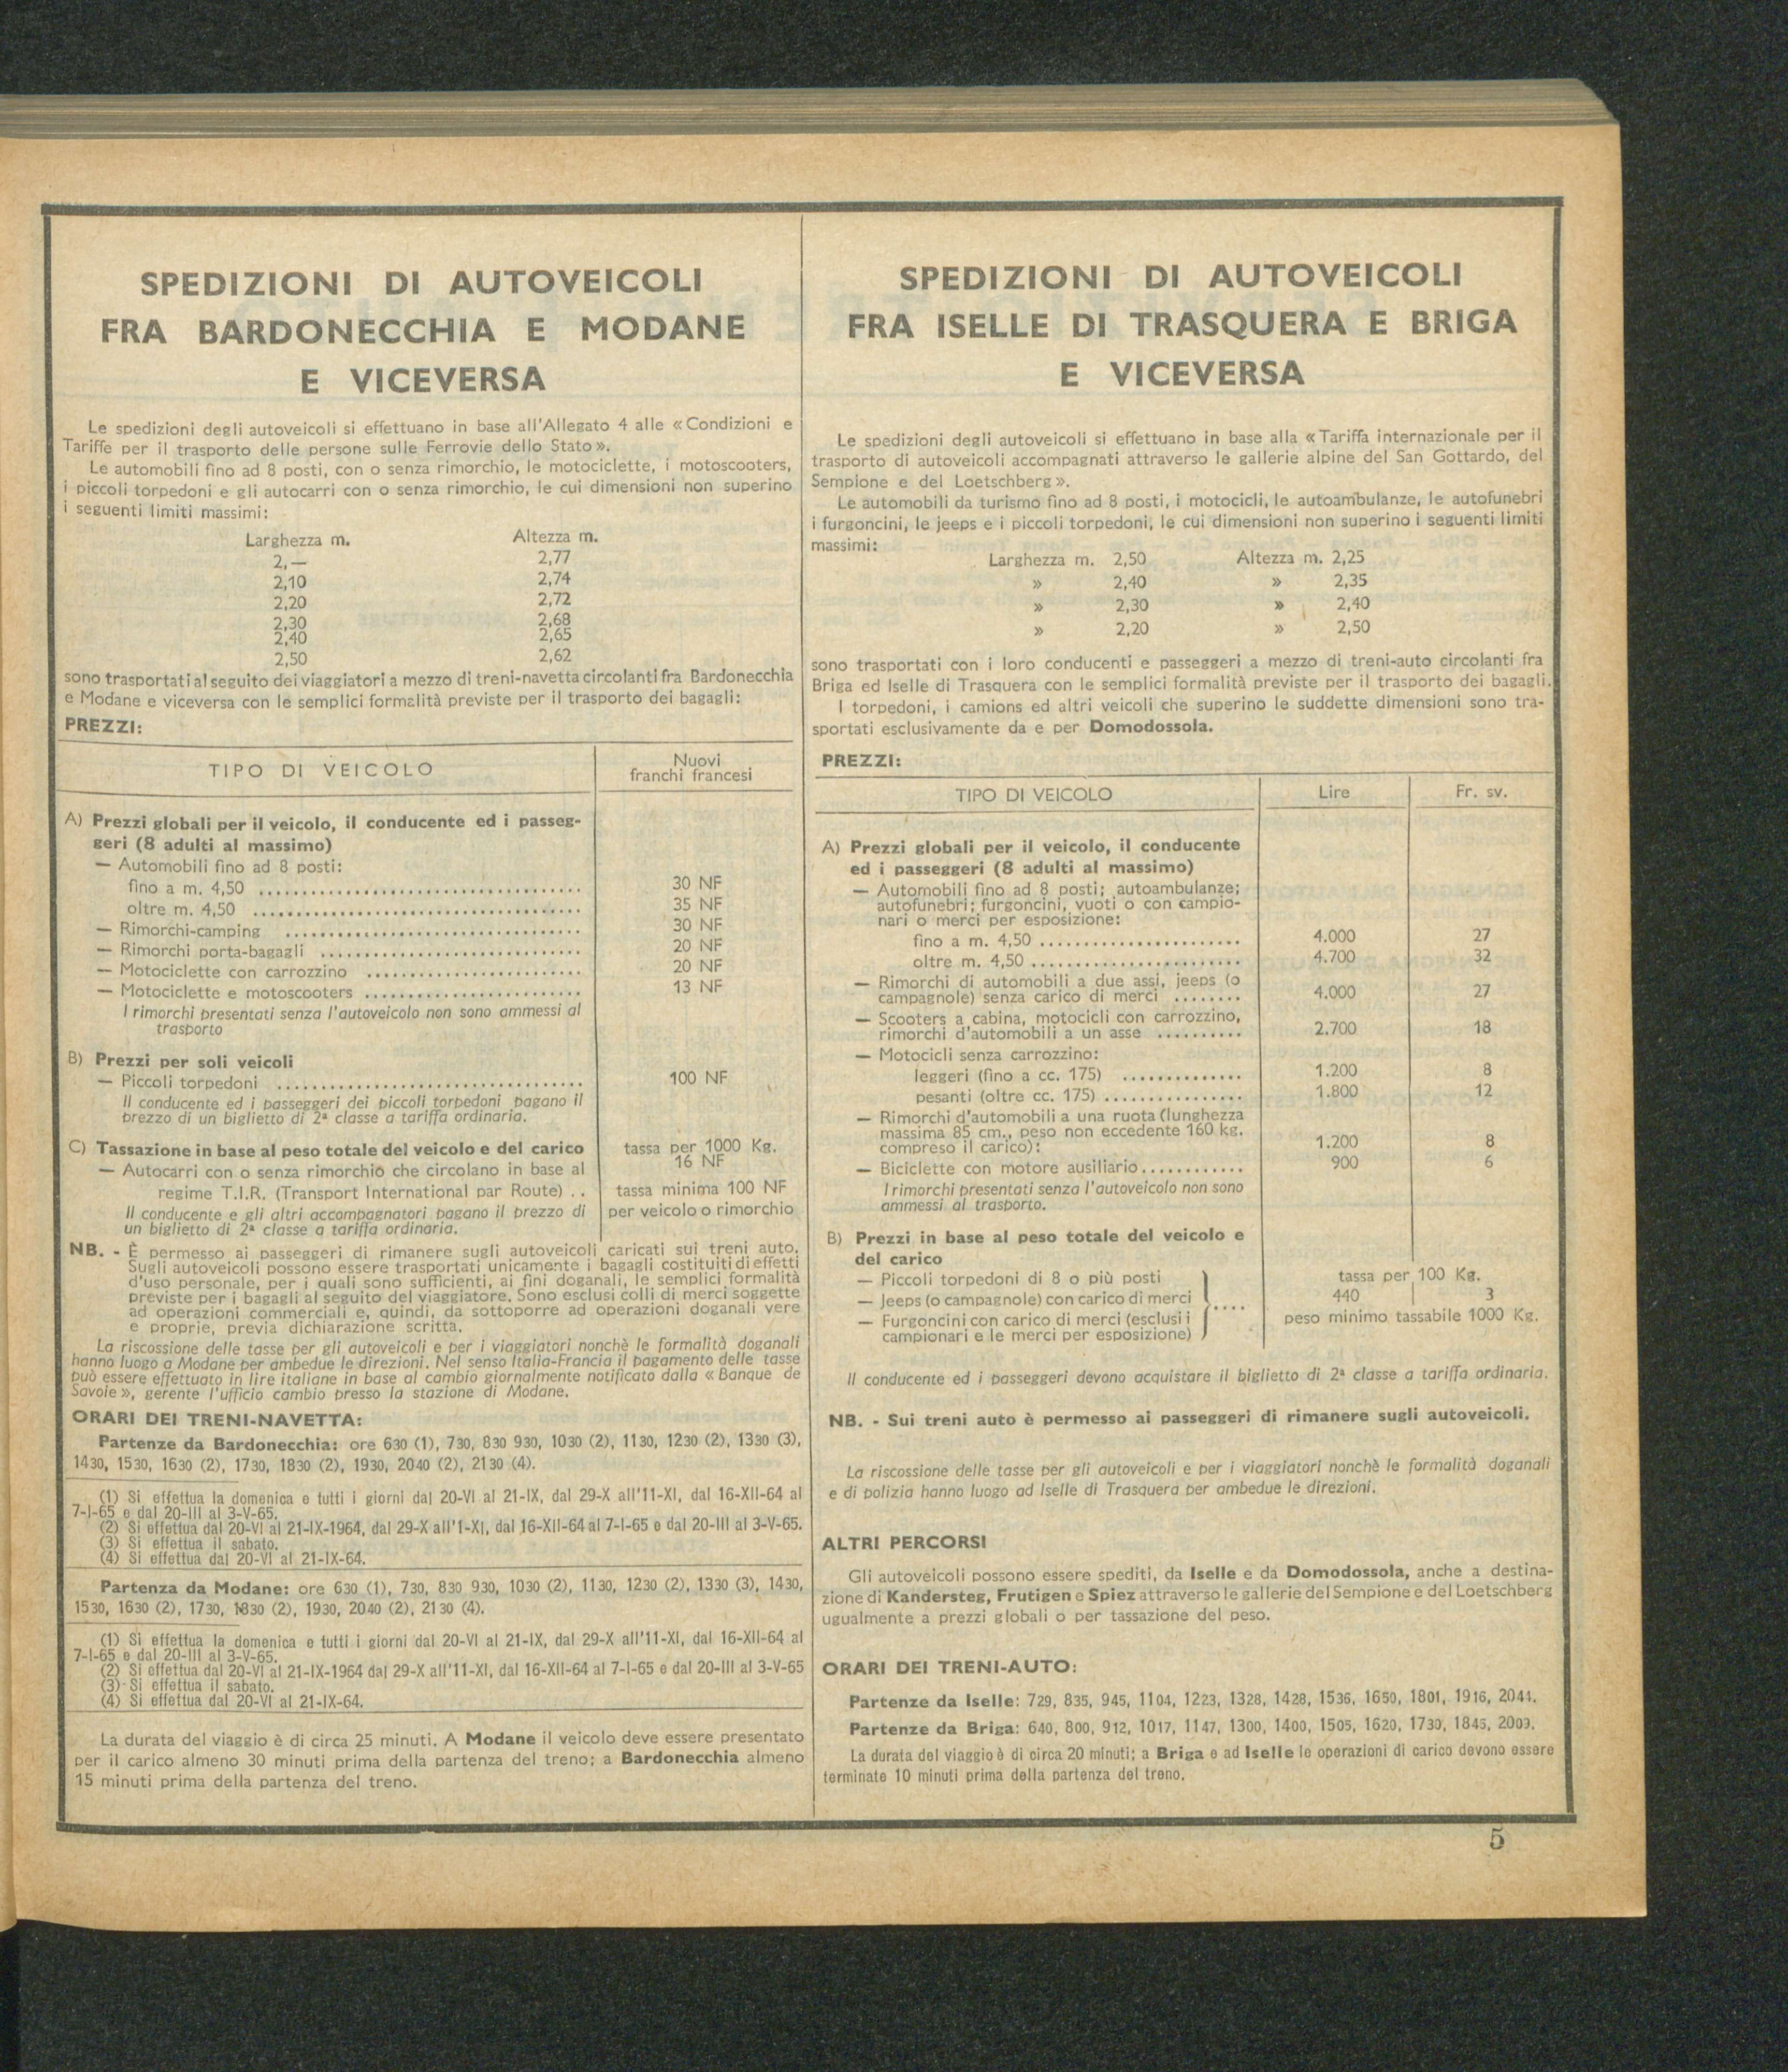 SPEDIZIONI DI AUTOVEICOLI
FRA BARDONECCHIA E MODANE
E VICEVERSA
Le spedizioni degli autoveicoli si effettuano in base all'Allegato 4 alle «Condizioni e
Tariffe per il trasporto delle persone sulle Ferrovie dello Stato».
Le automobili fino ad 8 posti, con o senza rimorchio, le motociclette, i motoscooters,
i piccoli torpedoni e gli autocarri con o senza rimorchio, le cui dimensioni non superino
i seguenti limiti massimi:
Larghezza m. Altezza m.
2,— 2,77
2,10 2,74
2,20 2,72
2,30 2,68
2,40 2,65
2,50 2,62
sono trasportati al seguito dei viaggiatori a mezzo di treni-navetta circolanti fra Bardonecchia
e Modane e viceversa con le semplici formalità previste per il trasporto dei bagagli:
PREZZI:
TIPO DI VEICOLO
Nuovi
franchi francesi
A) Prezzi globali per il veicolo, il conducente ed i passeg-
geri (8 adulti al massimo)
— Automobili fino ad 8 posti:
fino a m. 4,50 .................................... 30 NF
oltre m. 4,50 .................................... 35 NF
— Rimorchi-camping ................................. 30 NF
— Rimorchi porta-bagagli .............................. 20 NF
— Motociclette con carrozzino ........................ 20 NF
— Motociclette e motoscooters ........................ 13 NF
I rimorchi presentati senza l'autoveicolo non sono ammessi al
trasporto
B) Prezzi per soli veicoli
— Piccoli torpedoni .................................. 100 NF
Il conducente ed i passeggeri dei piccoli torpedoni pagano il
prezzo di un biglietto di 2ª classe a tariffa ordinaria.
C) Tassazione in base al peso totale del veicolo e del carico tassa per 1000 Kg.
16 NF
— Autocarri con o senza rimorchio che circolano in base al
regime T.I.R. (Transport International par Route) .. tassa minima 100 NF
Il conducente e gli altri accompagnatori pagano il prezzo di per veicolo o rimorchio
un biglietto di 2ª classe a tariffa ordinaria.
NB. - È permesso ai passeggeri di rimanere sugli autoveicoli caricati sui treni auto.
Sugli autoveicoli possono essere trasportati unicamente i bagagli costituiti di effetti
d'uso personale, per i quali sono sufficienti, ai fini doganali, le semplici formalità
previste per i bagagli al seguito del viaggiatore. Sono esclusi colli di merci soggette
ad operazioni commerciali e, quindi, da sottoporre ad operazioni doganali vere
e proprie, previa dichiarazione scritta.
La riscossione delle tasse per gli autoveicoli e per i viaggiatori nonchè le formalità doganali
hanno luogo a Modane per ambedue le direzioni. Nel senso Italia-Francia il pagamento delle tasse
può essere effettuato in lire italiane in base al cambio giornalmente notificato dalla «Banque de
Savoie», gerente l'ufficio cambio presso la stazione di Modane.
ORARI DEI TRENI-NAVETTA:
Partenze da Bardonecchia: ore 630 (1), 730, 830 930, 1030 (2), 1130, 1230 (2), 1330 (3),
1430, 1530, 1630 (2), 1730, 1830 (2), 1930, 2040 (2), 2130 (4).
(1) Si effettua la domenica e tutti i giorni dal 20-VI al 21-IX, dal 29-X all'11-XI, dal 16-XII-64 al
7-I-65 e dal 20-III al 3-V-65.
(2) Si effettua dal 20-VI al 21-IX-1964, dal 29-X all'1-XI, dal 16-XII-64 al 7-I-65 e dal 20-III al 3-V-65.
(3) Si effettua il sabato.
(4) Si effettua dal 20-VI al 21-IX-64.
Partenza da Modane: ore 630 (1), 730, 830 930, 1030 (2), 1130, 1230 (2), 1330 (3), 1430,
1530, 1630 (2), 1730, 1830 (2), 1930, 2040 (2), 2130 (4).
(1) Si effettua la domenica e tutti i giorni dal 20-VI al 21-IX, dal 29-X all'11-XI, dal 16-XII-64 al
7-I-65 e dal 20-III al 3-V-65.
(2) Si effettua dal 20-VI al 21-IX-1964 dal 29-X all'11-XI, dal 16-XII-64 al 7-I-65 e dal 20-III al 3-V-65
(3) Si effettua il sabato.
(4) Si effettua dal 20-VI al 21-IX-64.
La durata del viaggio è di circa 25 minuti. A Modane il veicolo deve essere presentato
per il carico almeno 30 minuti prima della partenza del treno; a Bardonecchia almeno
15 minuti prima della partenza del treno.
SPEDIZIONI DI AUTOVEICOLI
FRA ISELLE DI TRASQUERA E BRIGA
E VICEVERSA
Le spedizioni degli autoveicoli si effettuano in base alla «Tariffa internazionale per il
trasporto di autoveicoli accompagnati attraverso le gallerie alpine del San Gottardo, del
Sempione e del Loetschberg».
Le automobili da turismo fino ad 8 posti, i motocicli, le autoambulanze, le autofunebri
i furgoncini, le jeeps e i piccoli torpedoni, le cui dimensioni non superino i seguenti limiti
massimi:
Larghezza m. 2,50 Altezza m. 2,25
» 2,40 » 2,35
» 2,30 » 2,40
» 2,20 » 2,50
sono trasportati con i loro conducenti e passeggeri a mezzo di treni-auto circolanti fra
Briga ed Iselle di Trasquera con le semplici formalità previste per il trasporto dei bagagli.
I torpedoni, i camions ed altri veicoli che superino le suddette dimensioni sono tra-
sportati esclusivamente da e per Domodossola.
PREZZI:
TIPO DI VEICOLO Lire Fr. sv.
A) Prezzi globali per il veicolo, il conducente
ed i passeggeri (8 adulti al massimo)
— Automobili fino ad 8 posti; autoambulanze;
autofunebri; furgoncini, vuoti o con campio-
nari o merci per esposizione:
fino a m. 4,50 ....................... 4.000 27
oltre m. 4,50 ........................ 4.700 32
— Rimorchi di automobili a due assi, jeeps (o
campagnole) senza carico di merci ........ 4.000 27
— Scooters a cabina, motocicli con carrozzino,
rimorchi d'automobili a un asse .......... 2.700 18
— Motocicli senza carrozzino:
leggeri (fino a cc. 175) .............. 1.200 8
pesanti (oltre cc. 175) ................ 1.800 12
— Rimorchi d'automobili a una ruota (lunghezza
massima 85 cm., peso non eccedente 160 kg.
compreso il carico): 1.200 8
— Biciclette con motore ausiliario............ 900 6
I rimorchi presentati senza l'autoveicolo non sono
ammessi al trasporto.
B) Prezzi in base al peso totale del veicolo e
del carico
— Piccoli torpedoni di 8 o più posti tassa per 100 Kg.
— Jeeps (o campagnole) con carico di merci .... 440 3
— Furgoncini con carico di merci (esclusi i peso minimo tassabile 1000 Kg.
campionari e le merci per esposizione)
Il conducente ed i passeggeri devono acquistare il biglietto di 2ª classe a tariffa ordinaria.
NB. - Sui treni auto è permesso ai passeggeri di rimanere sugli autoveicoli.
La riscossione delle tasse per gli autoveicoli e per i viaggiatori nonchè le formalità doganali
e di polizia hanno luogo ad Iselle di Trasquera per ambedue le direzioni.
ALTRI PERCORSI
Gli autoveicoli possono essere spediti, da Iselle e da Domodossola, anche a destina-
zione di Kandersteg, Frutigen e Spiez attraverso le gallerie del Sempione e del Loetschberg
ugualmente a prezzi globali o per tassazione del peso.
ORARI DEI TRENI-AUTO:
Partenze da Iselle: 729, 835, 945, 1104, 1223, 1328, 1428, 1536, 1650, 1801, 1916, 2044.
Partenze da Briga: 640, 800, 912, 1017, 1147, 1300, 1400, 1505, 1620, 1730, 1845, 2009.
La durata del viaggio è di circa 20 minuti; a Briga e ad Iselle le operazioni di carico devono essere
terminate 10 minuti prima della partenza del treno.
5